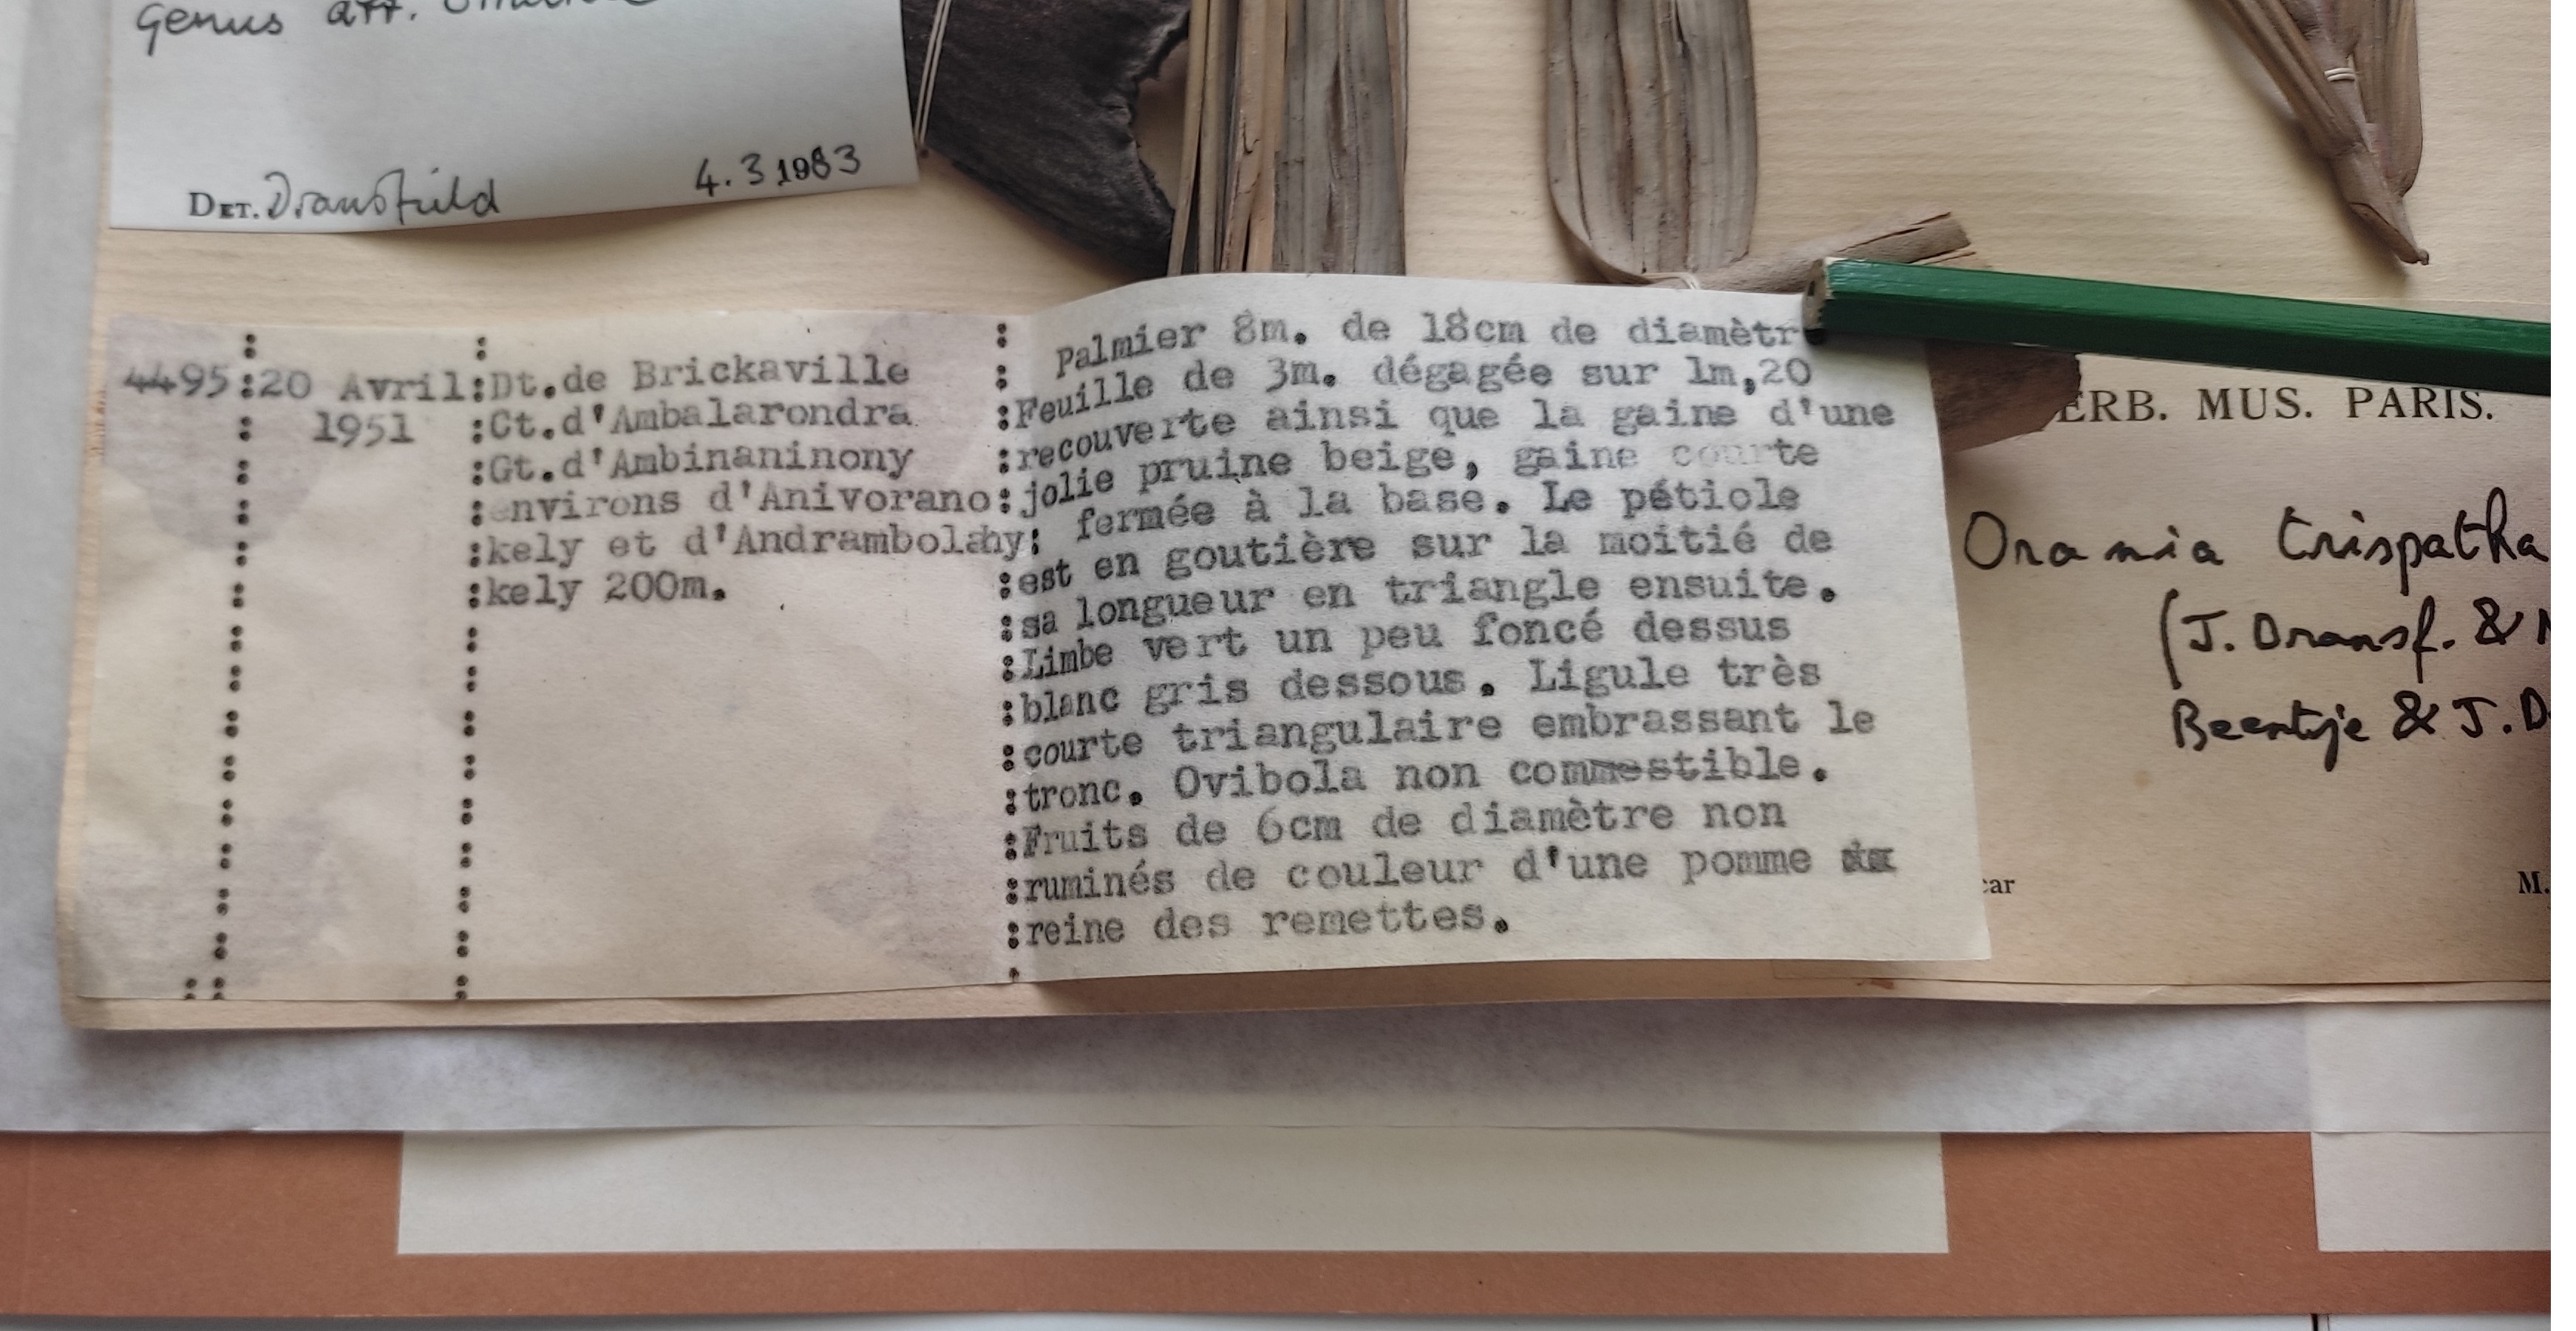 Genus aff.
DET. Dransfield 4.3 1983
4495:20 Avril:Dt.de Brickaville
1951 :Ct.d'Ambalarondra
:Gt.d'Ambinaninony
:environs d'Anivorano:
:kely et d'Andrambolahy:
:kely 200m.
: Palmier 8m. de 18cm de diamètr
:Feuille de 3m. dégagée sur 1m,20
:recouverte ainsi que la gaine d'une
:jolie pruine beige, gaine courte
fermée à la base. Le pétiole
:est en goutière sur la moitié de
:sa longueur en triangle ensuite.
:Limbe vert un peu foncé dessus
:blanc gris dessous. Ligule très
:courte triangulaire embrassant le
:tronc. Ovibola non commestible.
:Fruits de 6cm de diamètre non
:ruminés de couleur d'une pomme
:reine des remettes.
ERB. MUS. PARIS.
Orania trispatha
(J. Dransf. & N
Beentje & J. D
car
M.